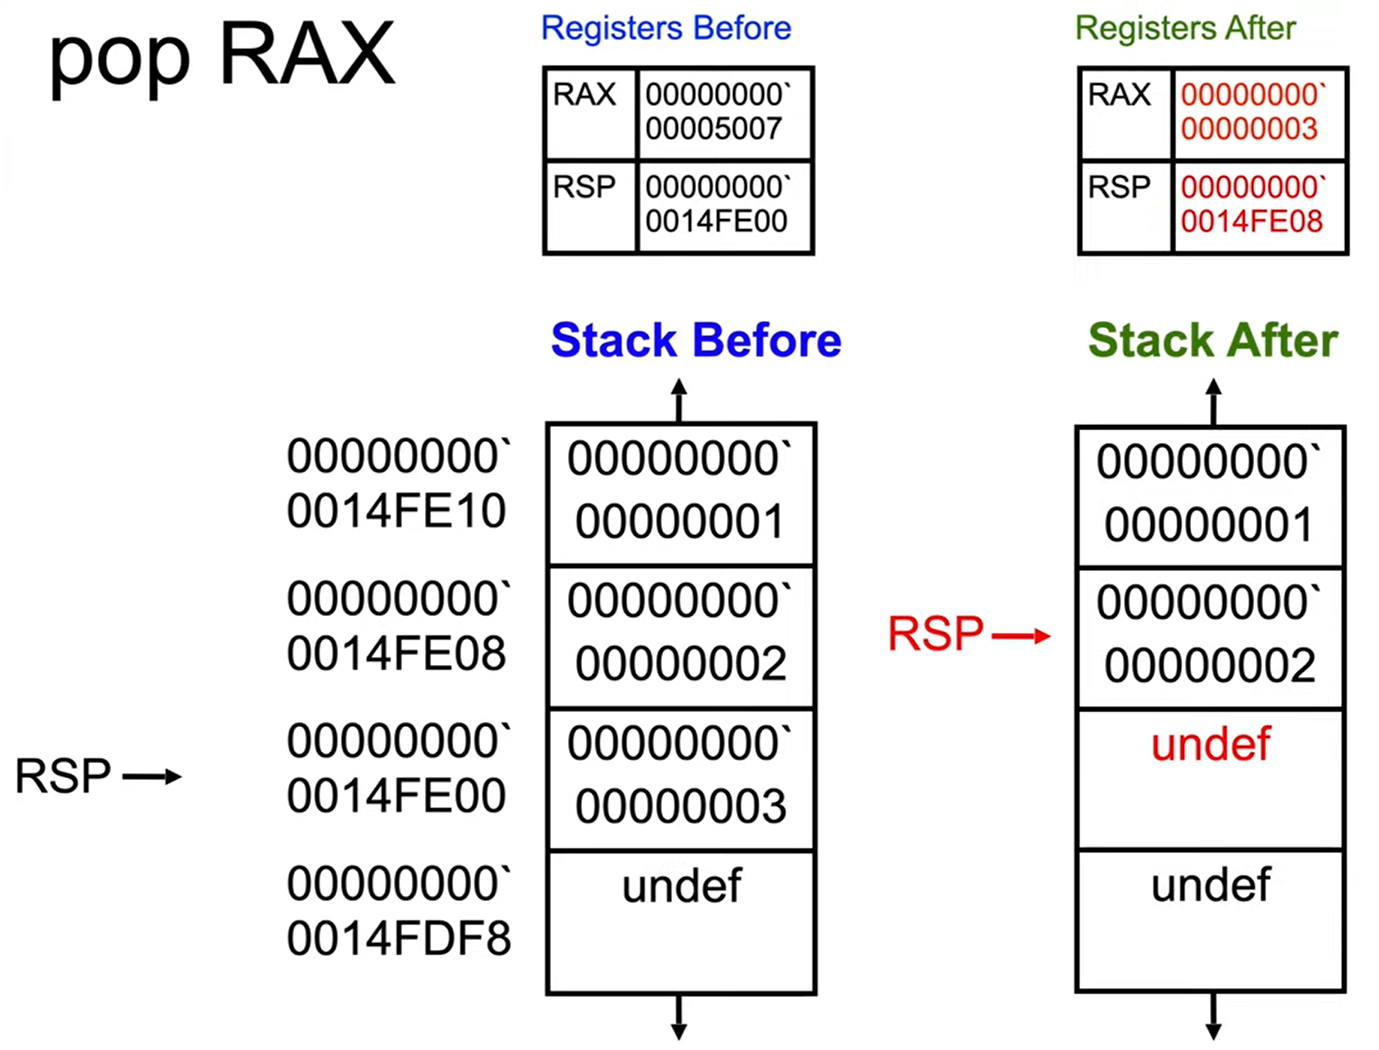 pop RAX
Registers Before
RAX 00000000`
00005007
RSP 00000000`
0014FE00
Registers After
RAX 00000000`
00000003
RSP 00000000`
0014FE08
Stack Before
00000000` 00000000`
0014FE10 00000001
00000000` 00000000`
0014FE08 00000002
RSP 00000000` 00000000`
0014FE00 00000003
00000000` undef
0014FDF8
Stack After
00000000`
00000001
RSP 00000000`
00000002
undef
undef